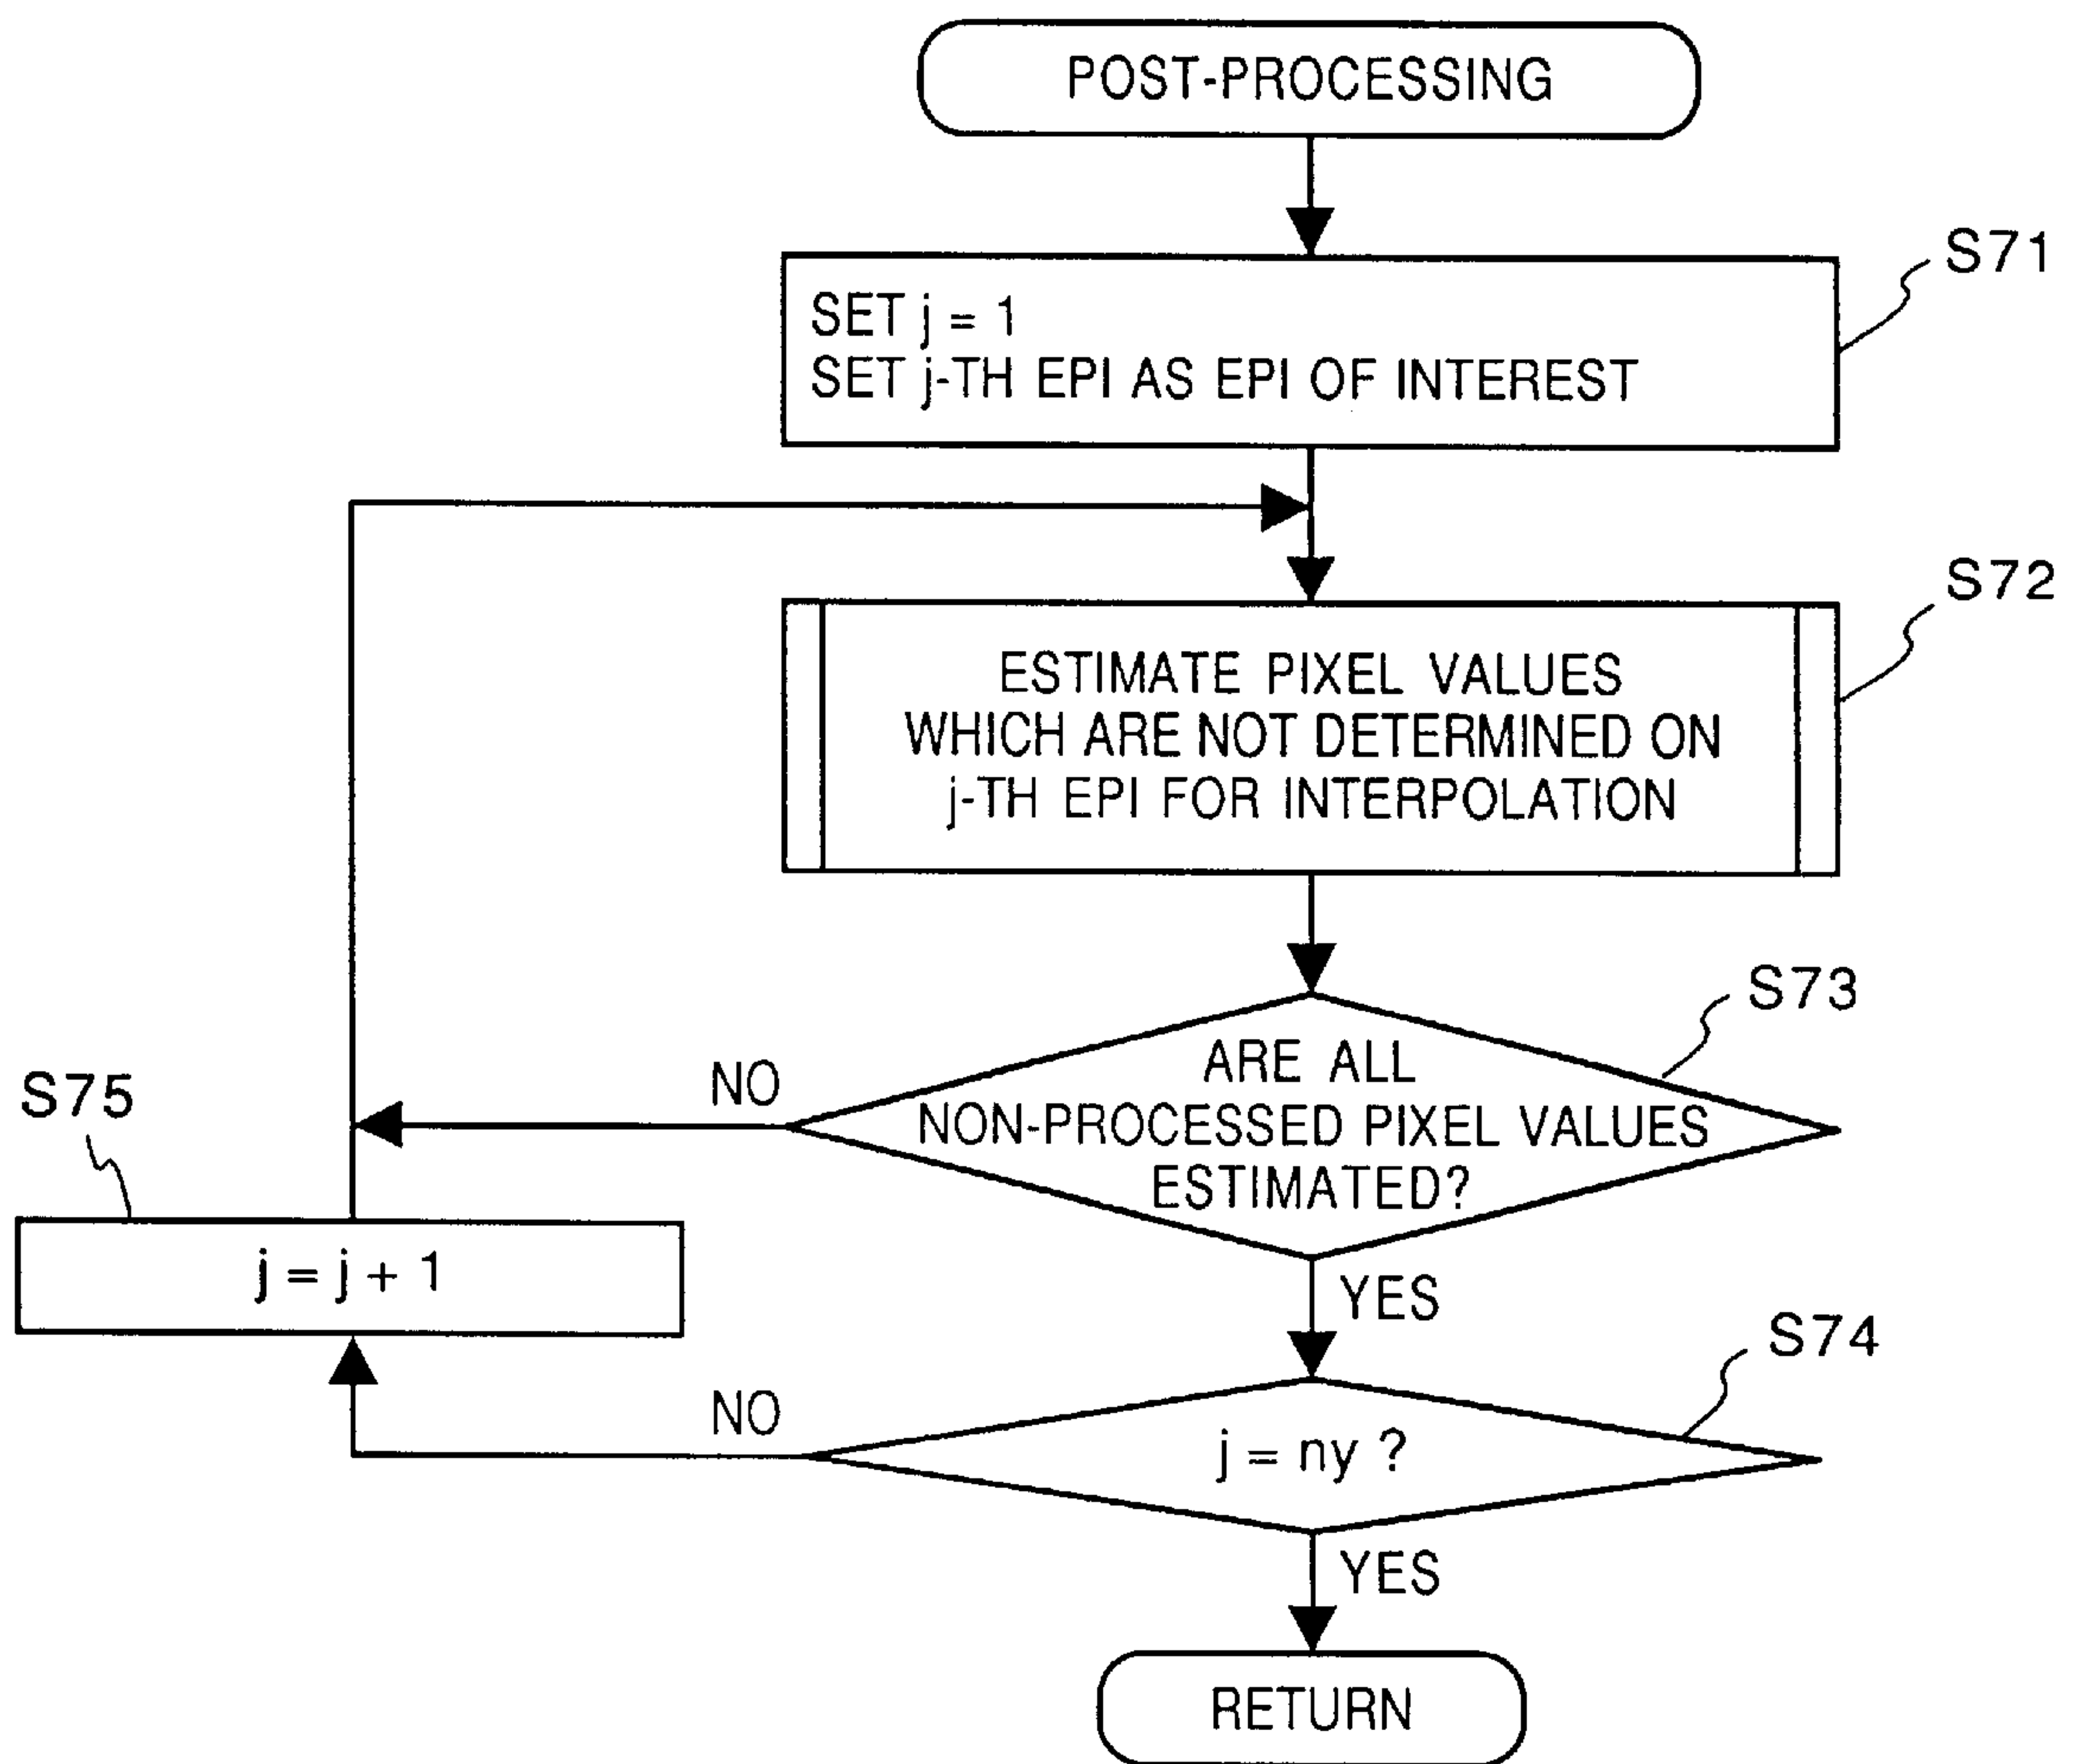 POST-PROCESSING
S71
SET j = 1
SET j-TH EPI AS EPI OF INTEREST
S72
ESTIMATE PIXEL VALUES
WHICH ARE NOT DETERMINED ON
j-TH EPI FOR INTERPOLATION
S73
ARE ALL
NON-PROCESSED PIXEL VALUES
ESTIMATED?
NO
YES
S75
j = j + 1
S74
j = ny ?
NO
YES
RETURN